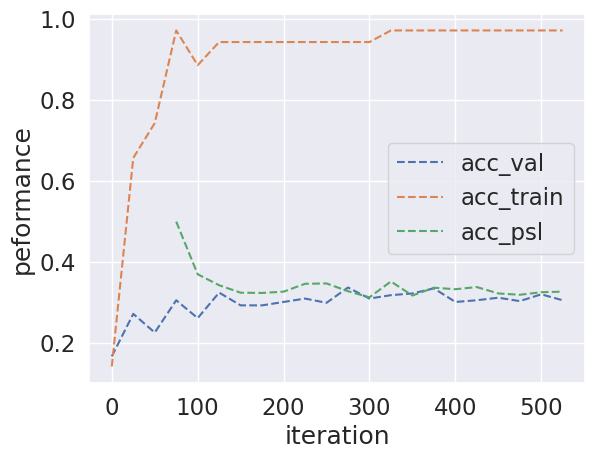 1.0
0.8
0.6
0.4
0.2
peformance
acc_val
acc_train
acc_psl
0 100 200 300 400 500
iteration